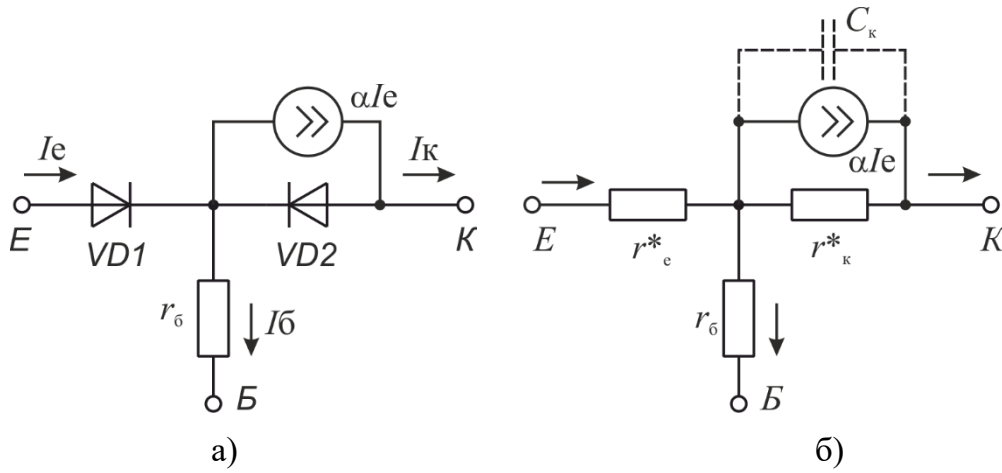 αIе
Iе
Iк
Е
VD1
VD2
К
rб
Iб
Б
а)
Cк
αIе
Е
r*е
r*к
К
rб
Б
б)